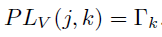 PL_V(j, k) = Γ_k.